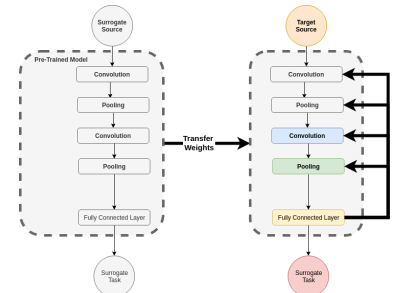 Surrogate
Source
Pre-Trained Model
Convolution
Pooling
Convolution
Pooling
Fully Connected Layer
Surrogate
Task
Transfer
Weights
Target
Source
Convolution
Pooling
Convolution
Pooling
Fully Connected Layer
Surrogate
Task